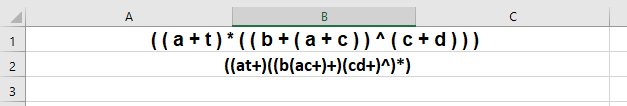 A B C
1 ( ( a + t ) * ( ( b + ( a + c ) ) ^ ( c + d ) ) )
2 ((at+)((b(ac+)+)(cd+)^)*)
3